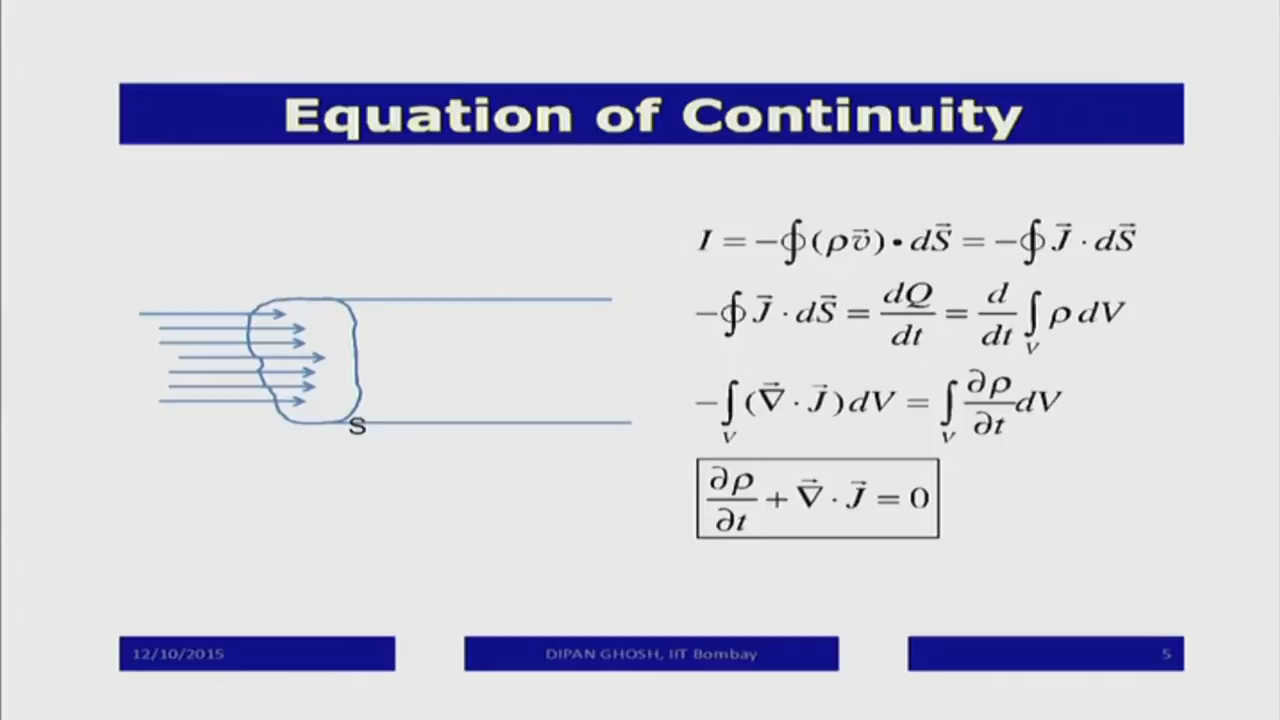 Equation of Continuity
I = −∮(ρv⃗)•dS⃗ = −∮J⃗·dS⃗
−∮J⃗·dS⃗ = dQ/dt = d/dt ∫_V ρ dV
−∫_V (∇⃗·J⃗) dV = ∫_V ∂ρ/∂t dV
∂ρ/∂t + ∇⃗·J⃗ = 0
S
12/10/2015
DIPAN GHOSH, IIT Bombay
5